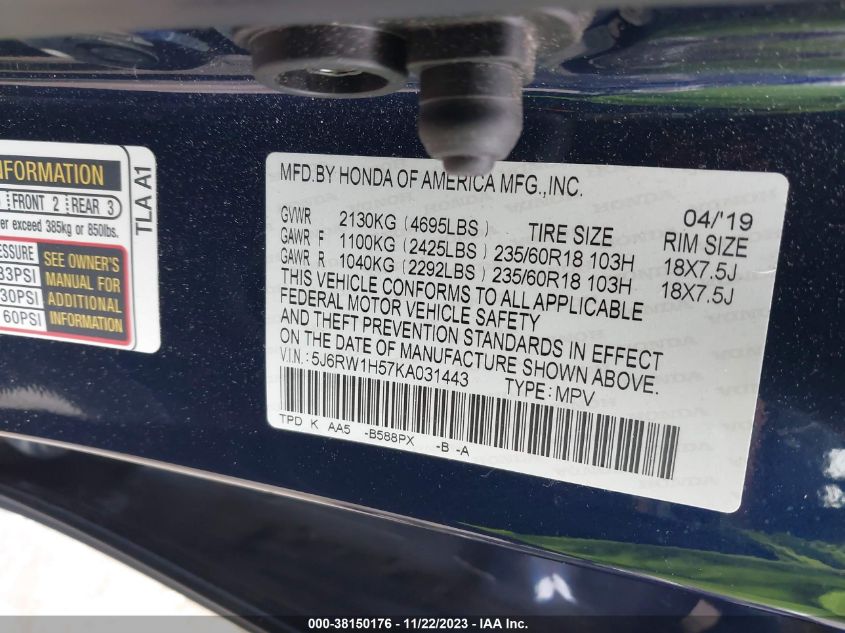 NFORMATION
FRONT 2 REAR 3
er exceed 385kg or 850lbs.
TLA A1
SEE OWNER'S
MANUAL FOR
ADDITIONAL
INFORMATION
33PSI
30PSI
60PSI
MFD.BY HONDA OF AMERICA MFG.,INC.
04/'19
GVWR 2130KG (4695LBS) TIRE SIZE RIM SIZE
GAWR F 1100KG (2425LBS) 235/60R18 103H 18X7.5J
GAWR R 1040KG (2292LBS) 235/60R18 103H 18X7.5J
THIS VEHICLE CONFORMS TO ALL APPLICABLE
FEDERAL MOTOR VEHICLE SAFETY
AND THEFT PREVENTION STANDARDS IN EFFECT
ON THE DATE OF MANUFACTURE SHOWN ABOVE.
V.I.N.: 5J6RW1H57KA031443 TYPE: MPV
TPD K AA5 -B588PX -B -A
000-38150176 - 11/22/2023 - IAA Inc.